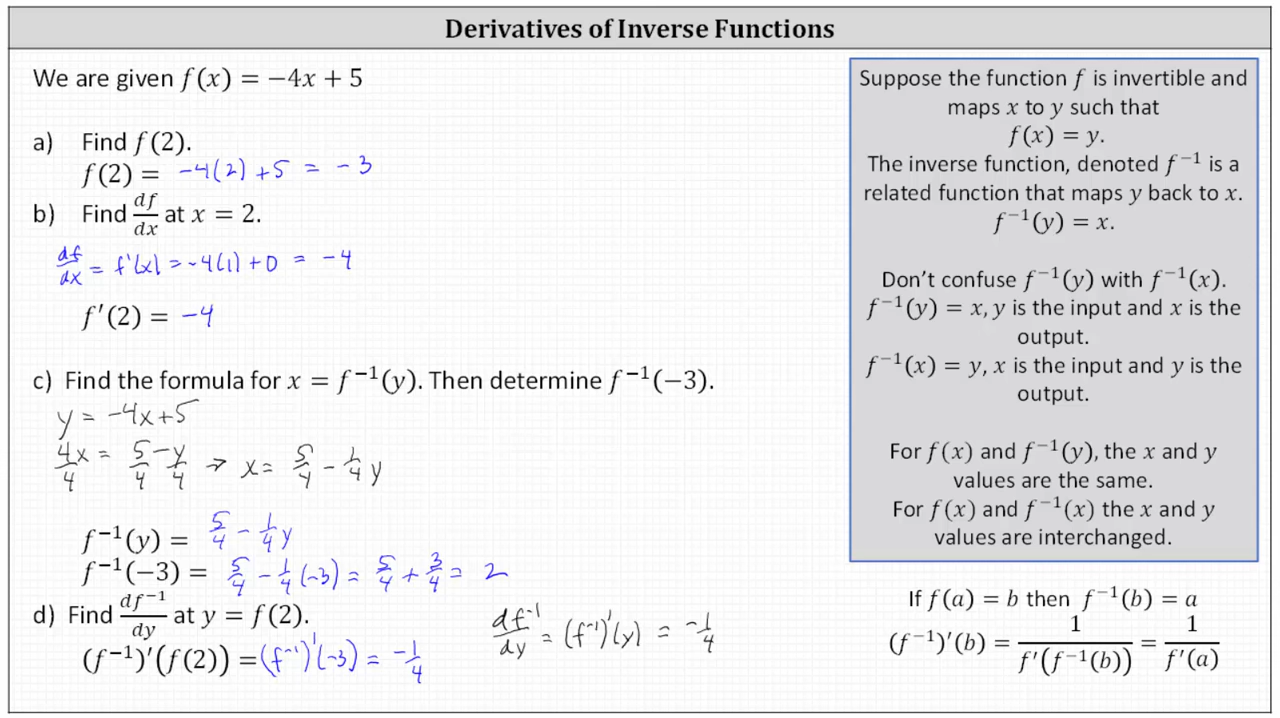 Derivatives of Inverse Functions
We are given f(x) = −4x + 5
a) Find f(2).
f(2) = -4(2) +5 = -3
b) Find df/dx at x = 2.
df/dx = f'(x) = -4(1) + 0 = -4
f′(2) = -4
c) Find the formula for x = f⁻¹(y). Then determine f⁻¹(−3).
y = -4x+5
4x/4 = 5/4 - y/4 → x = 5/4 - 1/4 y
f⁻¹(y) = 5/4 - 1/4 y
f⁻¹(−3) = 5/4 - 1/4 (-3) = 5/4 + 3/4 = 2
d) Find df⁻¹/dy at y = f(2).
(f⁻¹)′(f(2)) = (f⁻¹)'(-3) = -1/4
df⁻¹/dy = (f⁻¹)'(y) = -1/4
Suppose the function f is invertible and
maps x to y such that
f(x) = y.
The inverse function, denoted f⁻¹ is a
related function that maps y back to x.
f⁻¹(y) = x.
Don't confuse f⁻¹(y) with f⁻¹(x).
f⁻¹(y) = x, y is the input and x is the
output.
f⁻¹(x) = y, x is the input and y is the
output.
For f(x) and f⁻¹(y), the x and y
values are the same.
For f(x) and f⁻¹(x) the x and y
values are interchanged.
If f(a) = b then f⁻¹(b) = a
(f⁻¹)′(b) = 1/f′(f⁻¹(b)) = 1/f′(a)